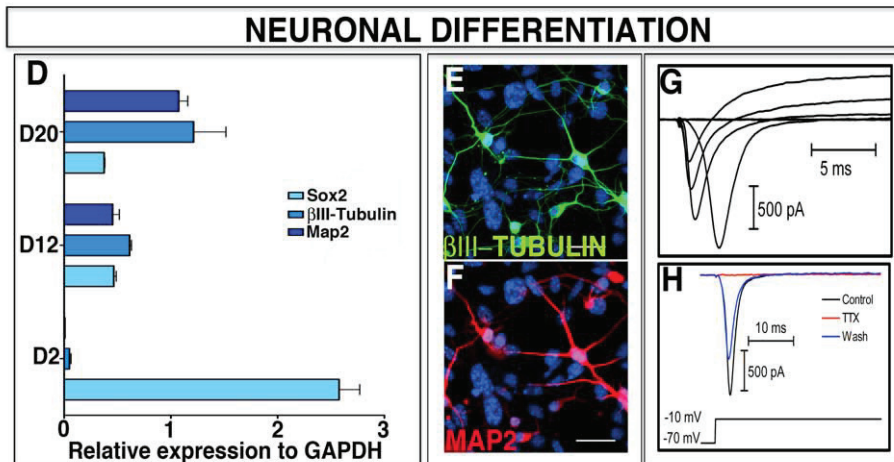 NEURONAL DIFFERENTIATION
D
D20
D12
D2
Sox2
βIII-Tubulin
Map2
0 1 2 3
Relative expression to GAPDH
E
βIII–TUBULIN
F
MAP2
G
5 ms
500 pA
H
Control
TTX
Wash
10 ms
500 pA
-10 mV
-70 mV